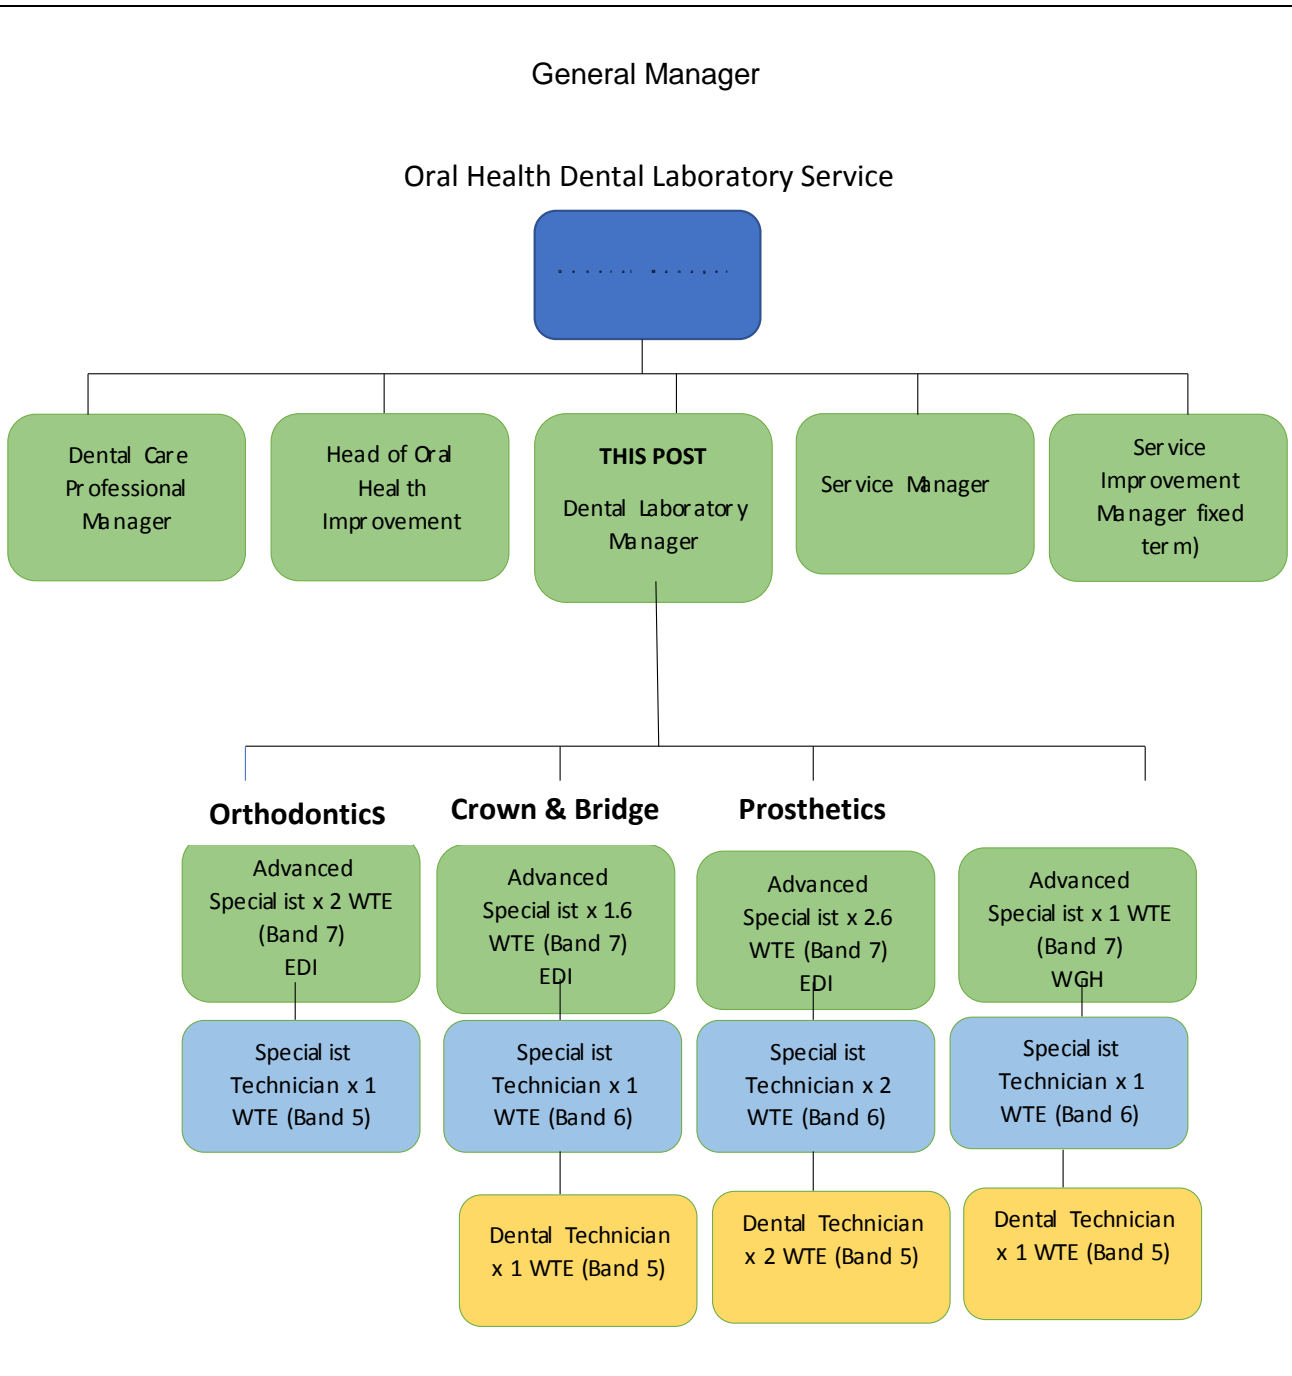 General Manager
Oral Health Dental Laboratory Service
Dental Care
Professional
Manager
Head of Oral
Health
Improvement
THIS POST
Dental Laboratory
Manager
Service Manager
Service
Improvement
Manager fixed
term)
Orthodontics
Crown & Bridge
Prosthetics
Advanced
Specialist x 2 WTE
(Band 7)
EDI
Advanced
Specialist x 1.6
WTE (Band 7)
EDI
Advanced
Specialist x 2.6
WTE (Band 7)
EDI
Advanced
Specialist x 1 WTE
(Band 7)
WGH
Specialist
Technician x 1
WTE (Band 5)
Specialist
Technician x 1
WTE (Band 6)
Specialist
Technician x 2
WTE (Band 6)
Specialist
Technician x 1
WTE (Band 6)
Dental Technician
x 1 WTE (Band 5)
Dental Technician
x 2 WTE (Band 5)
Dental Technician
x 1 WTE (Band 5)